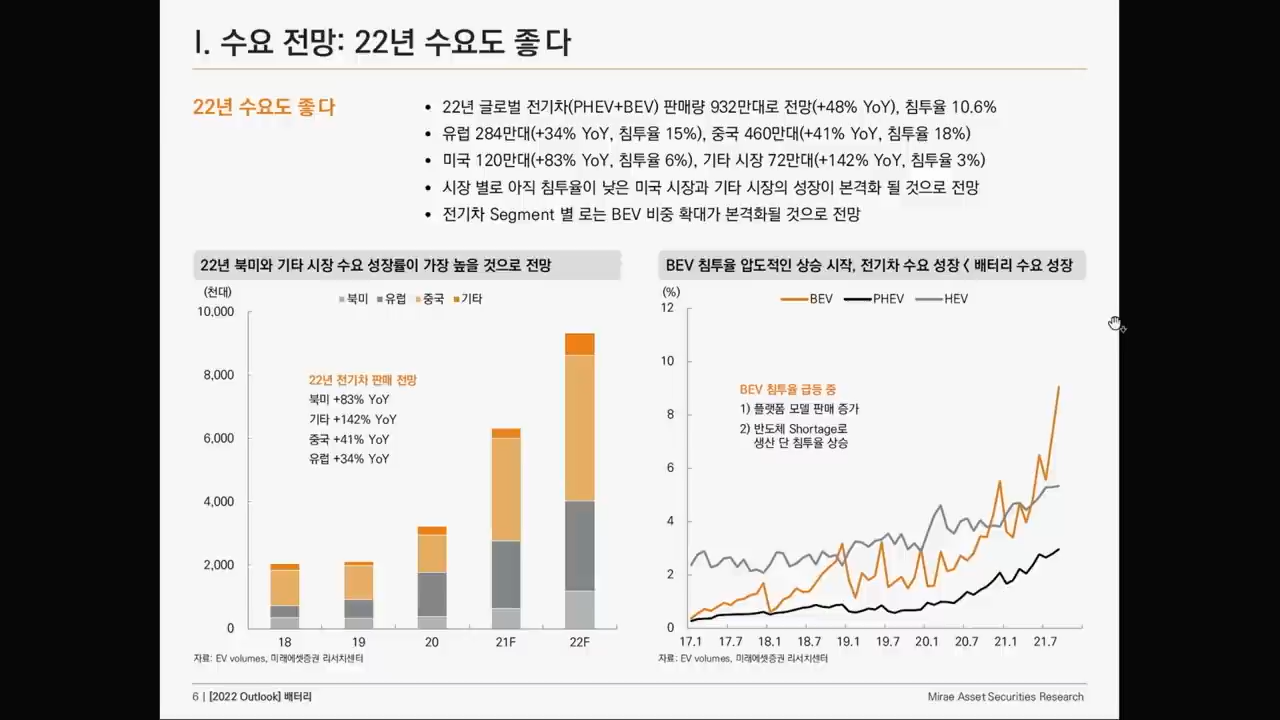 I. 수요 전망: 22년 수요도 좋다
22년 수요도 좋다
• 22년 글로벌 전기차(PHEV+BEV) 판매량 932만대로 전망(+48% YoY), 침투율 10.6%
• 유럽 284만대(+34% YoY, 침투율 15%), 중국 460만대(+41% YoY, 침투율 18%)
• 미국 120만대(+83% YoY, 침투율 6%), 기타 시장 72만대(+142% YoY, 침투율 3%)
• 시장 별로 아직 침투율이 낮은 미국 시장과 기타 시장의 성장이 본격화 될 것으로 전망
• 전기차 Segment 별 로는 BEV 비중 확대가 본격화될 것으로 전망
22년 북미와 기타 시장 수요 성장률이 가장 높을 것으로 전망
(천대)
북미 유럽 중국 기타
10,000
8,000
6,000
4,000
2,000
0
22년 전기차 판매 전망
북미 +83% YoY
기타 +142% YoY
중국 +41% YoY
유럽 +34% YoY
18 19 20 21F 22F
자료: EV volumes, 미래에셋증권 리서치센터
BEV 침투율 압도적인 상승 시작, 전기차 수요 성장 < 배터리 수요 성장
(%)
BEV PHEV HEV
12
10
8
6
4
2
0
BEV 침투율 급등 중
1) 플랫폼 모델 판매 증가
2) 반도체 Shortage로
생산 단 침투율 상승
17.1 17.7 18.1 18.7 19.1 19.7 20.1 20.7 21.1 21.7
자료: EV volumes, 미래에셋증권 리서치센터
6 | [2022 Outlook] 배터리
Mirae Asset Securities Research